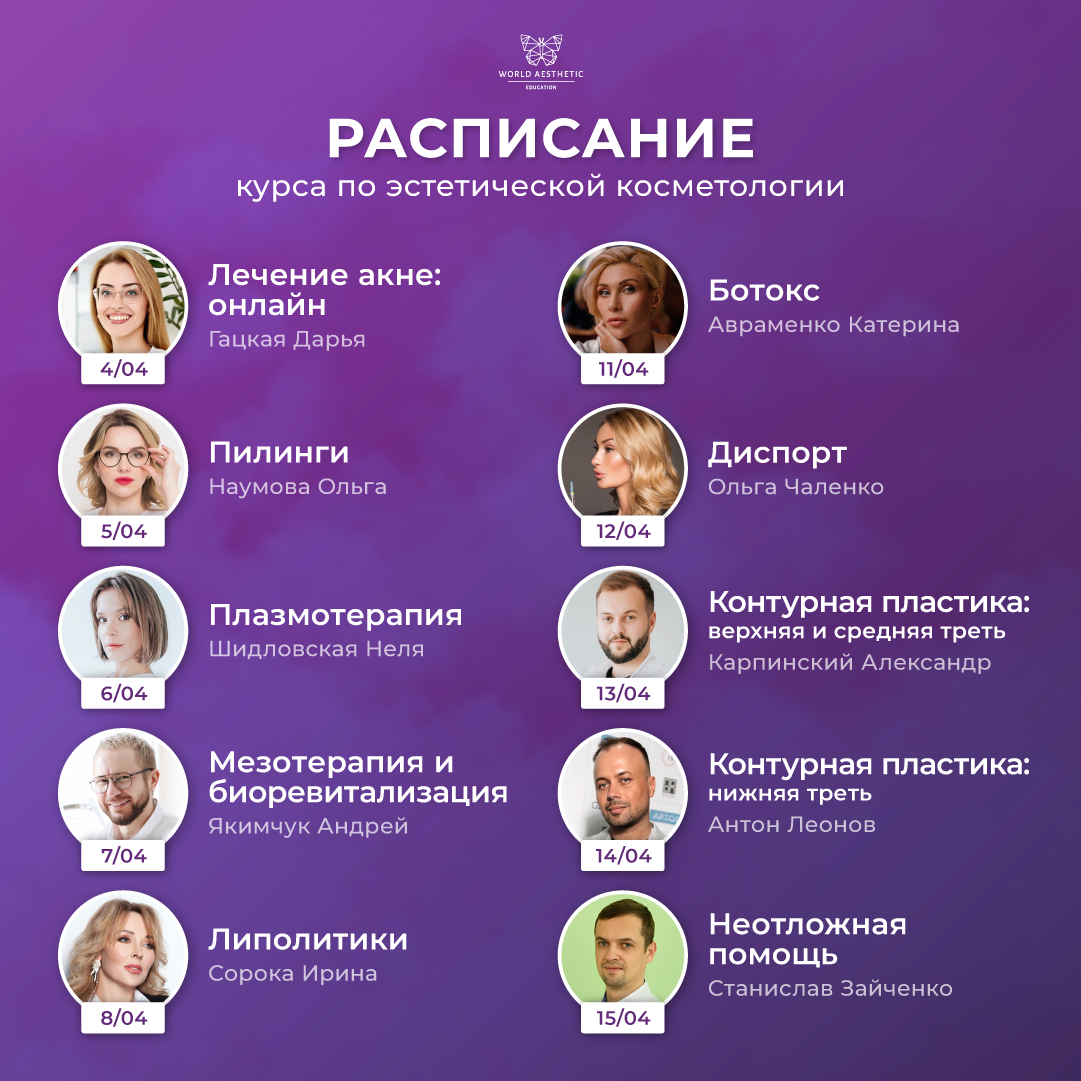 WORLD AESTHETIC
EDUCATION
РАСПИСАНИЕ
курса по эстетической косметологии
Лечение акне:
онлайн
Гацкая Дарья
4/04
Пилинги
Наумова Ольга
5/04
Плазмотерапия
Шидловская Неля
6/04
Мезотерапия и
биоревитализация
Якимчук Андрей
7/04
Липолитики
Сорока Ирина
8/04
Ботокс
Авраменко Катерина
11/04
Диспорт
Ольга Чаленко
12/04
Контурная пластика:
верхняя и средняя треть
Карпинский Александр
13/04
Контурная пластика:
нижняя треть
Антон Леонов
14/04
Неотложная
помощь
Станислав Зайченко
15/04